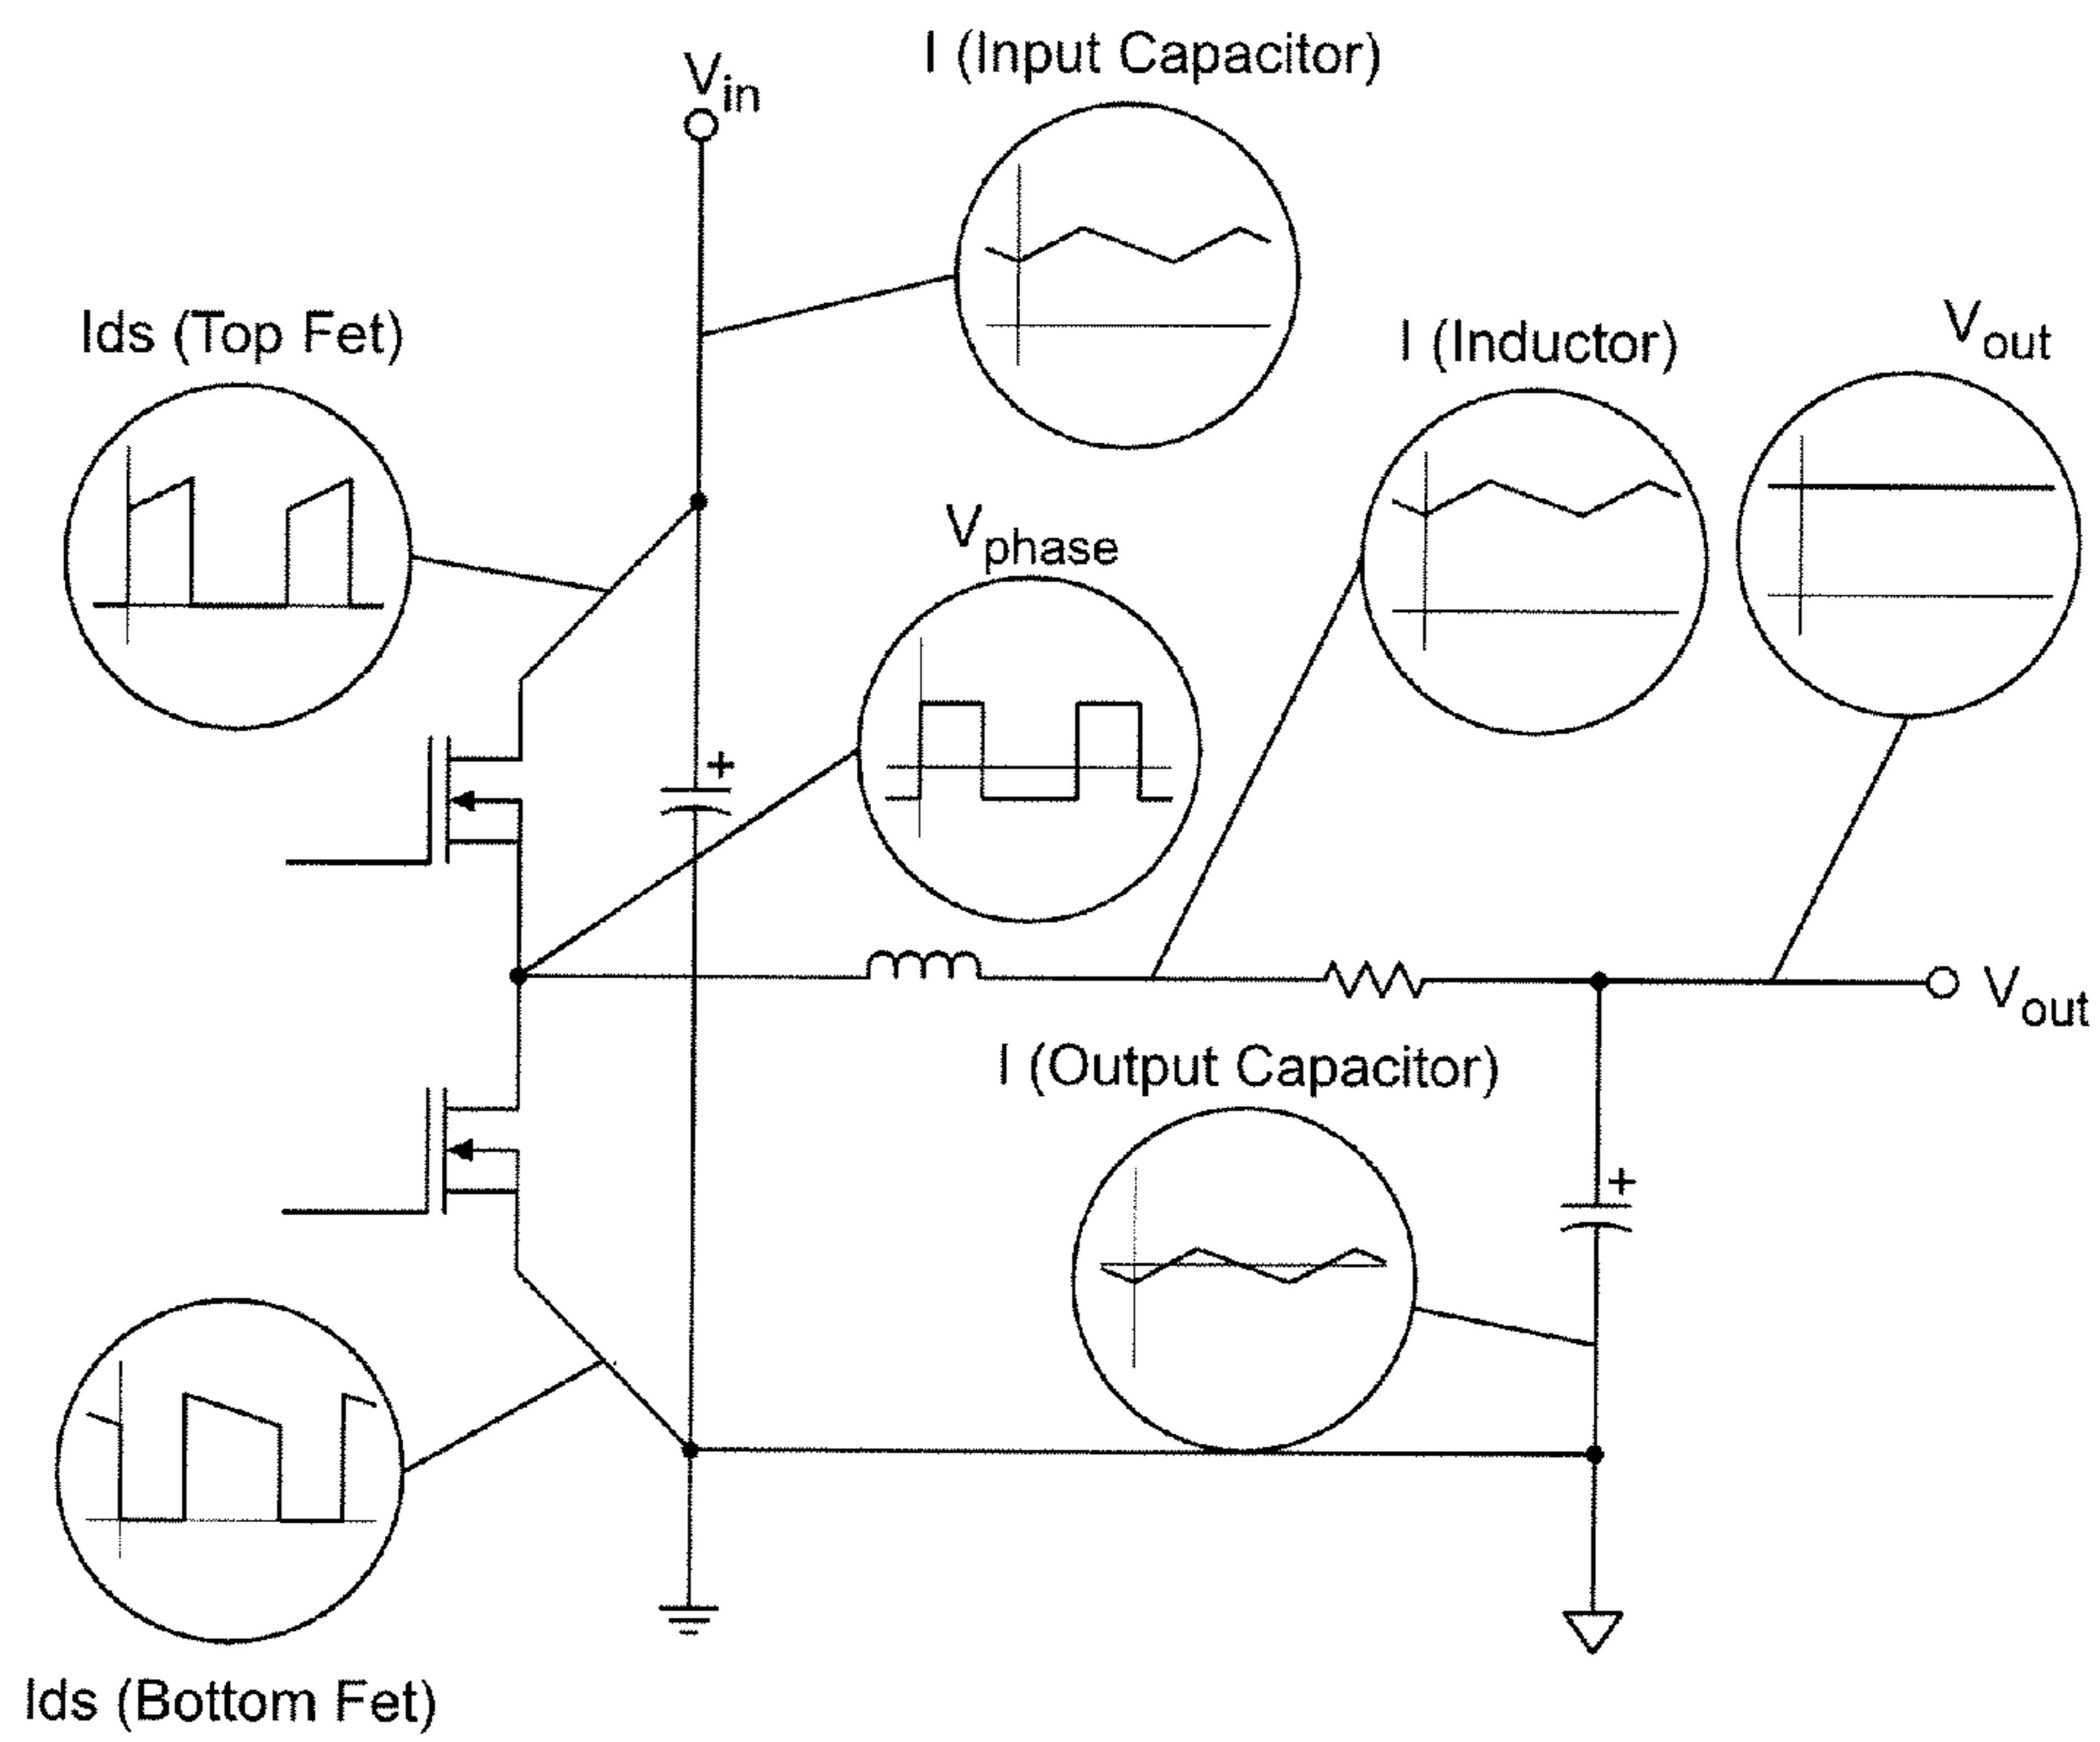 I (Input Capacitor)
Vin
Ids (Top Fet)
I (Inductor)
Vout
Vphase
+
Vout
I (Output Capacitor)
+
Ids (Bottom Fet)